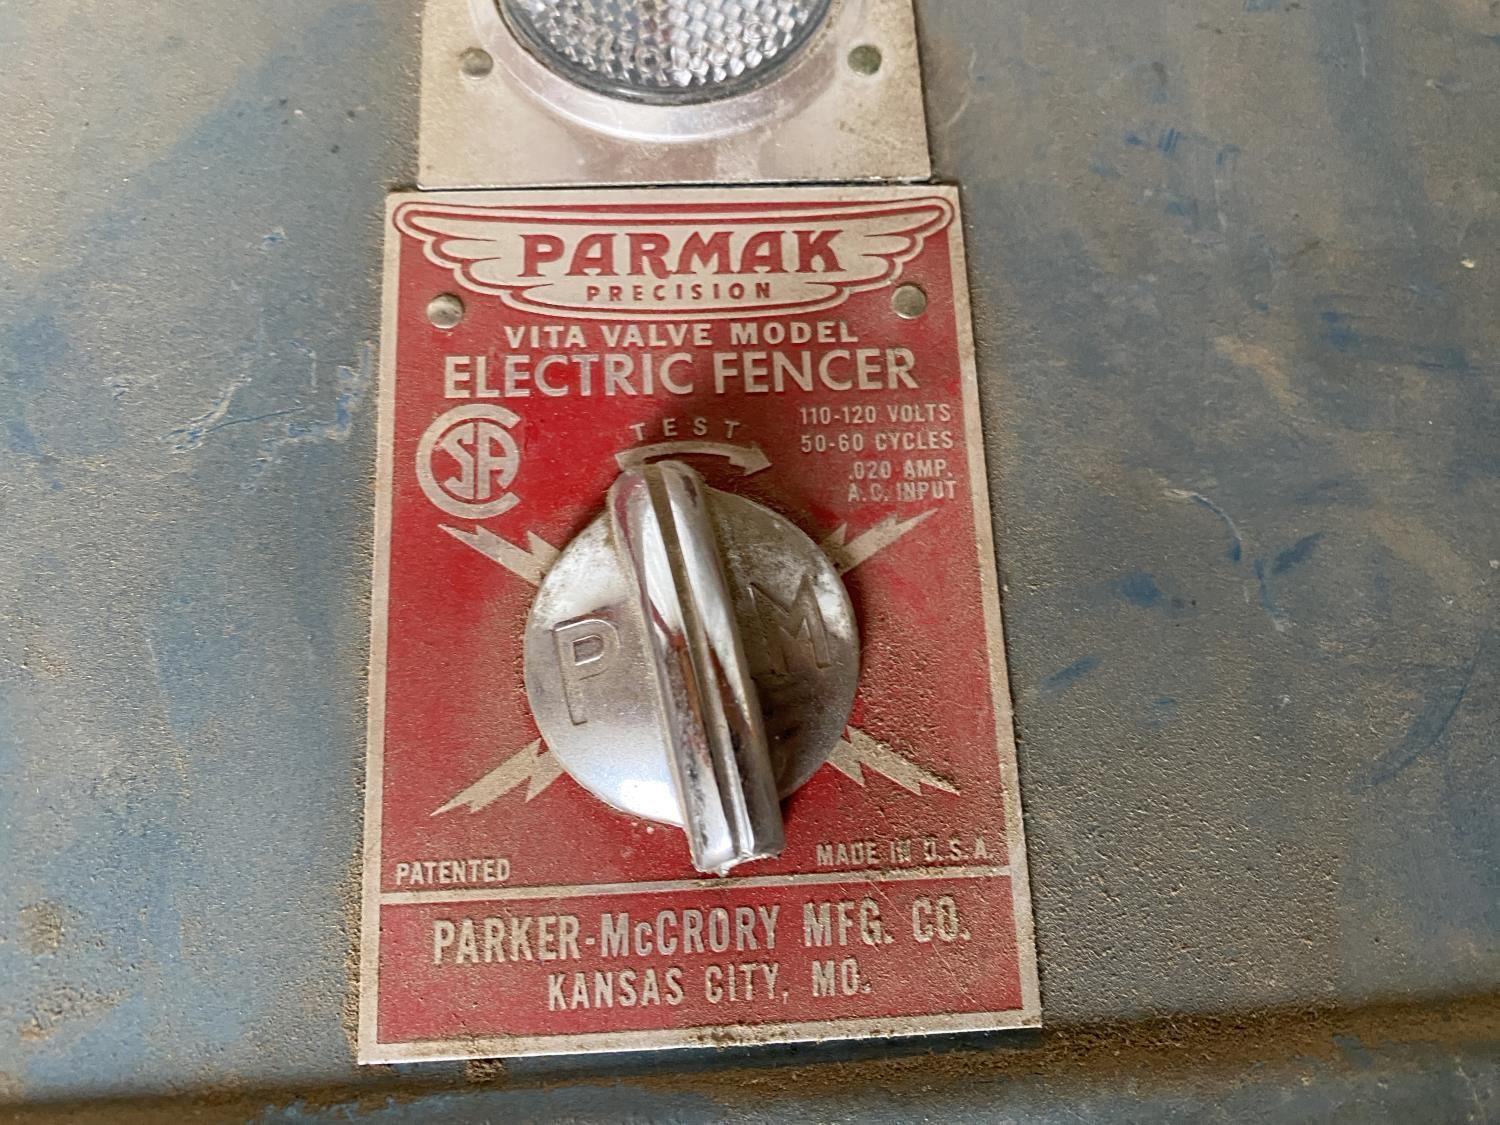 PARMAK
PRECISION
VITA VALVE MODEL
ELECTRIC FENCER
CSA
TEST
110-120 VOLTS
50-60 CYCLES
.020 AMP.
A.C. INPUT
P M
PATENTED
MADE IN U.S.A.
PARKER-McCRORY MFG. CO.
KANSAS CITY, MO.